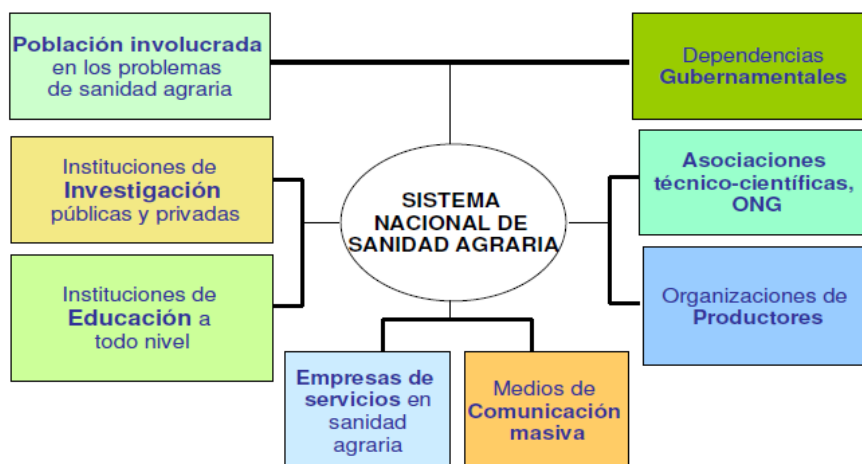 Población involucrada
en los problemas
de sanidad agraria
Dependencias
Gubernamentales
Instituciones de
Investigación
públicas y privadas
Asociaciones
técnico-científicas,
ONG
SISTEMA
NACIONAL DE
SANIDAD AGRARIA
Instituciones de
Educación a
todo nivel
Organizaciones de
Productores
Empresas de
servicios en
sanidad
agraria
Medios de
Comunicación
masiva